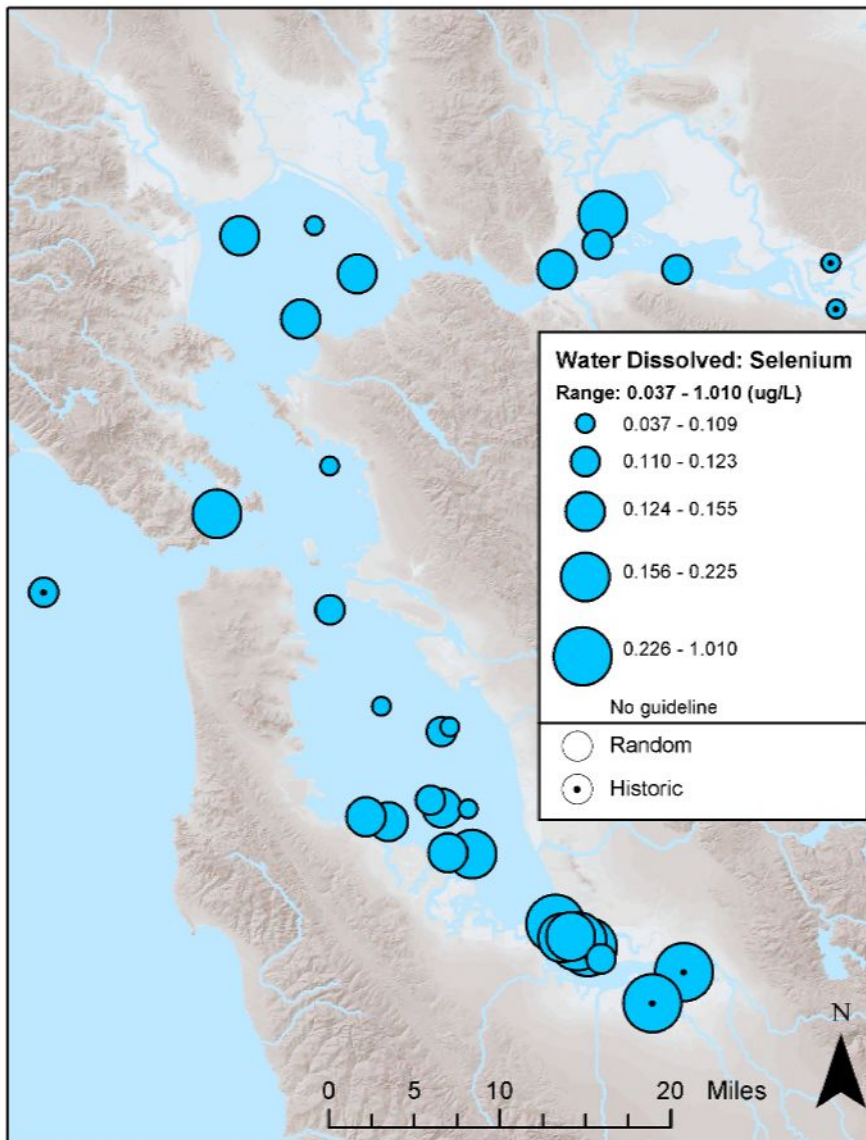 Water Dissolved: Selenium
Range: 0.037 - 1.010 (ug/L)
0.037 - 0.109
0.110 - 0.123
0.124 - 0.155
0.156 - 0.225
0.226 - 1.010
No guideline
Random
Historic
N
0 5 10 20 Miles